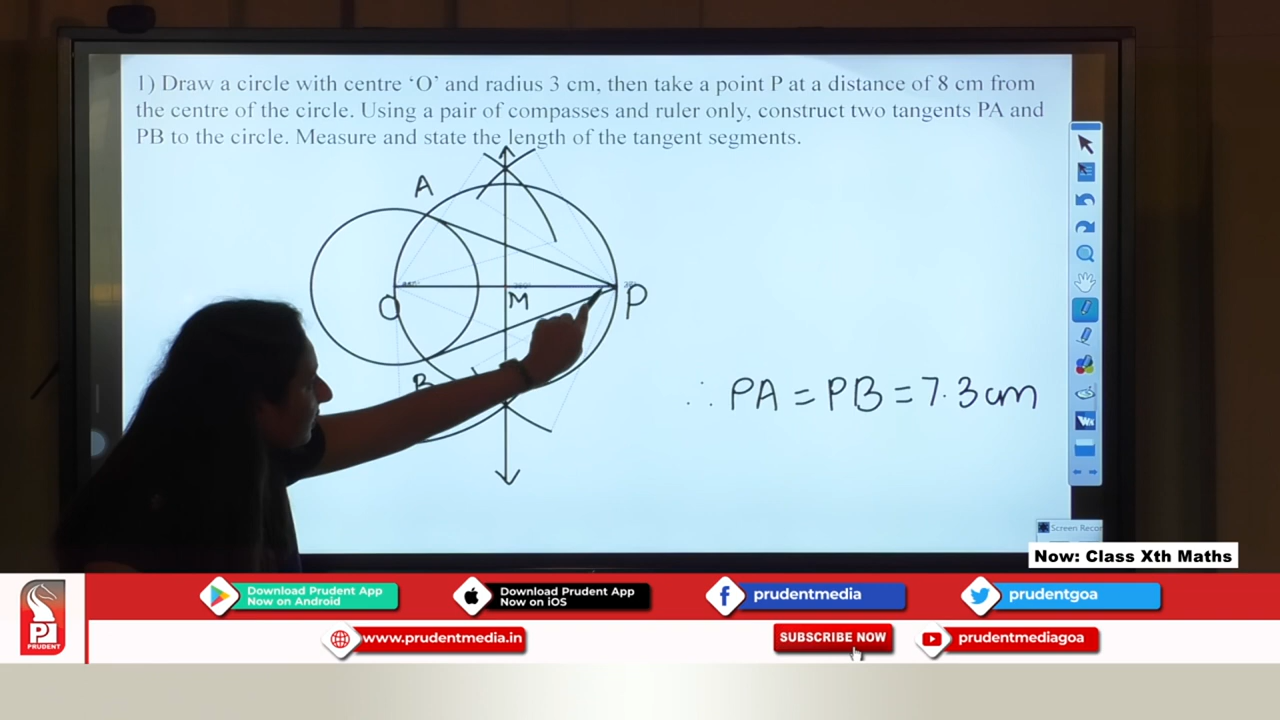 1) Draw a circle with centre ‘O’ and radius 3 cm, then take a point P at a distance of 8 cm from
the centre of the circle. Using a pair of compasses and ruler only, construct two tangents PA and
PB to the circle. Measure and state the length of the tangent segments.
A
O
M
P
B
∴ PA = PB = 7.3 cm
Screen Recor
Now: Class Xth Maths
Download Prudent App
Now on Android
Download Prudent App
Now on iOS
prudentmedia
prudentgoa
PRUDENT
www.prudentmedia.in
SUBSCRIBE NOW
prudentmediagoa